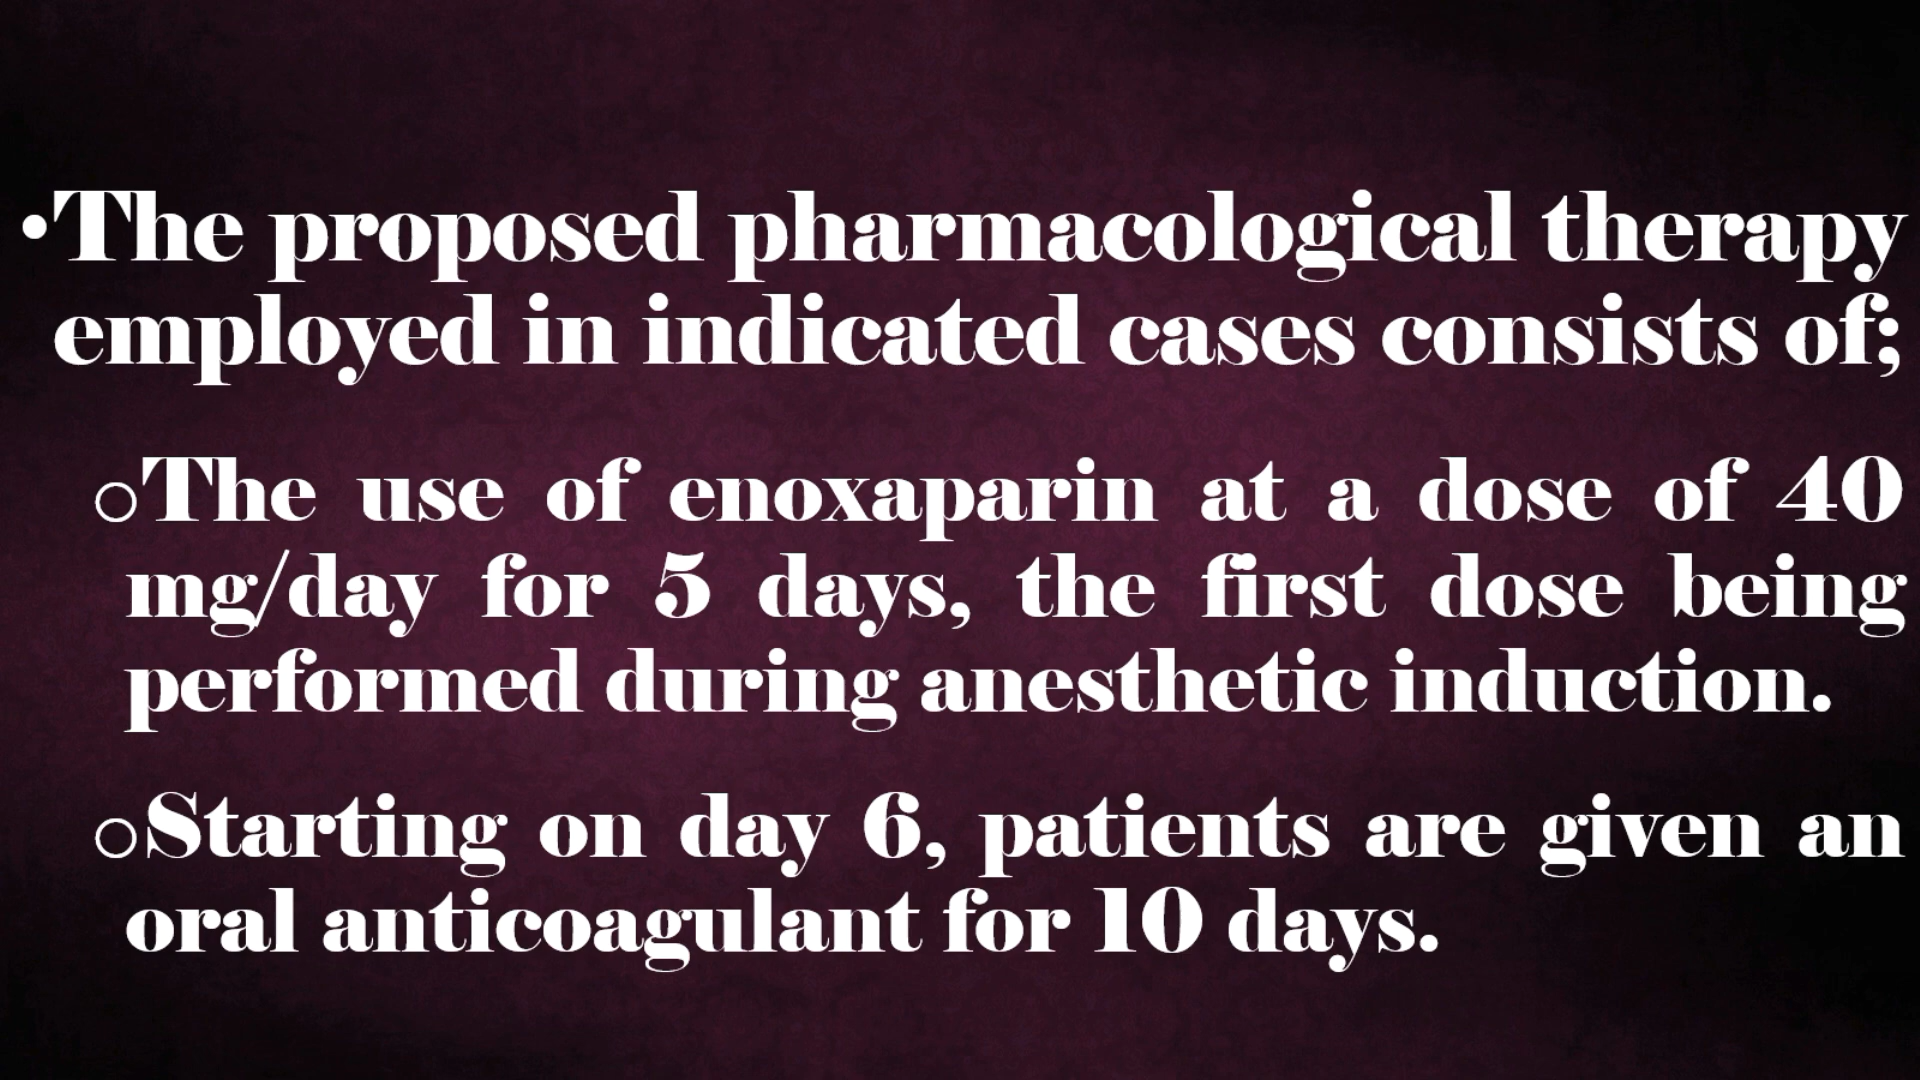 •The proposed pharmacological therapy
employed in indicated cases consists of;
oThe use of enoxaparin at a dose of 40
mg/day for 5 days, the first dose being
performed during anesthetic induction.
oStarting on day 6, patients are given an
oral anticoagulant for 10 days.